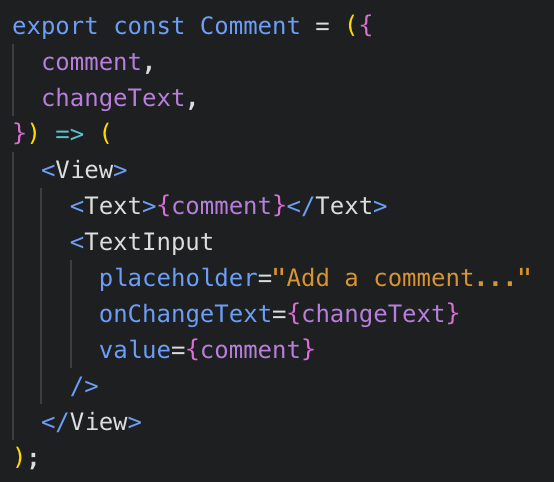 export const Comment = ({
  comment,
  changeText,
}) => (
  <View>
    <Text>{comment}</Text>
    <TextInput
      placeholder="Add a comment..."
      onChangeText={changeText}
      value={comment}
    />
  </View>
);